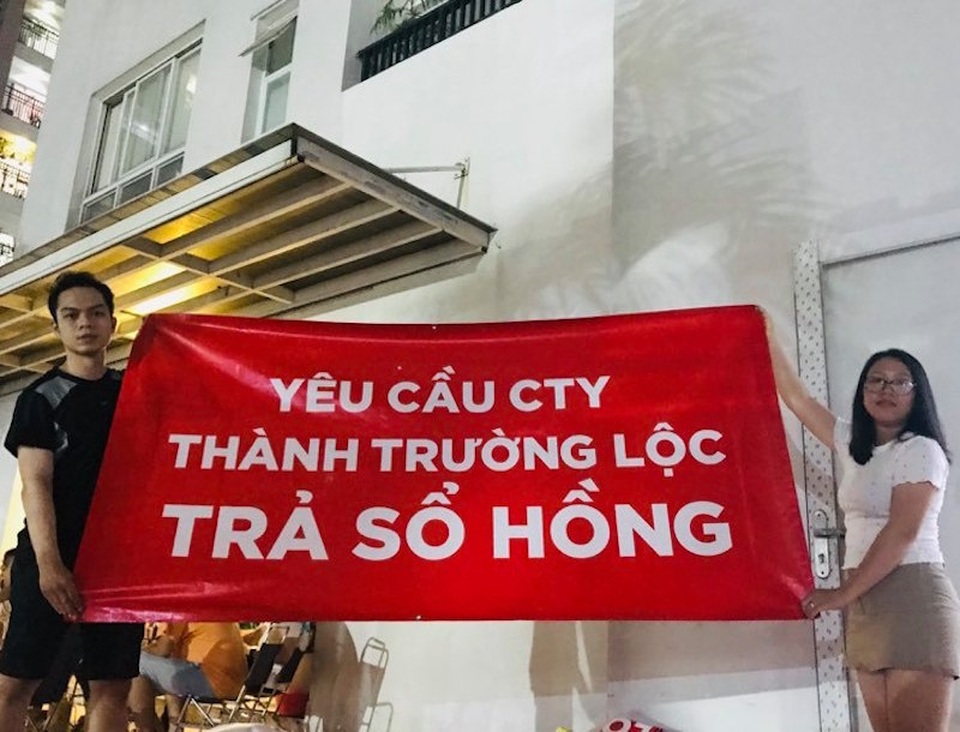 YÊU CẦU CTY
THÀNH TRƯỜNG LỘC
TRẢ SỔ HỒNG